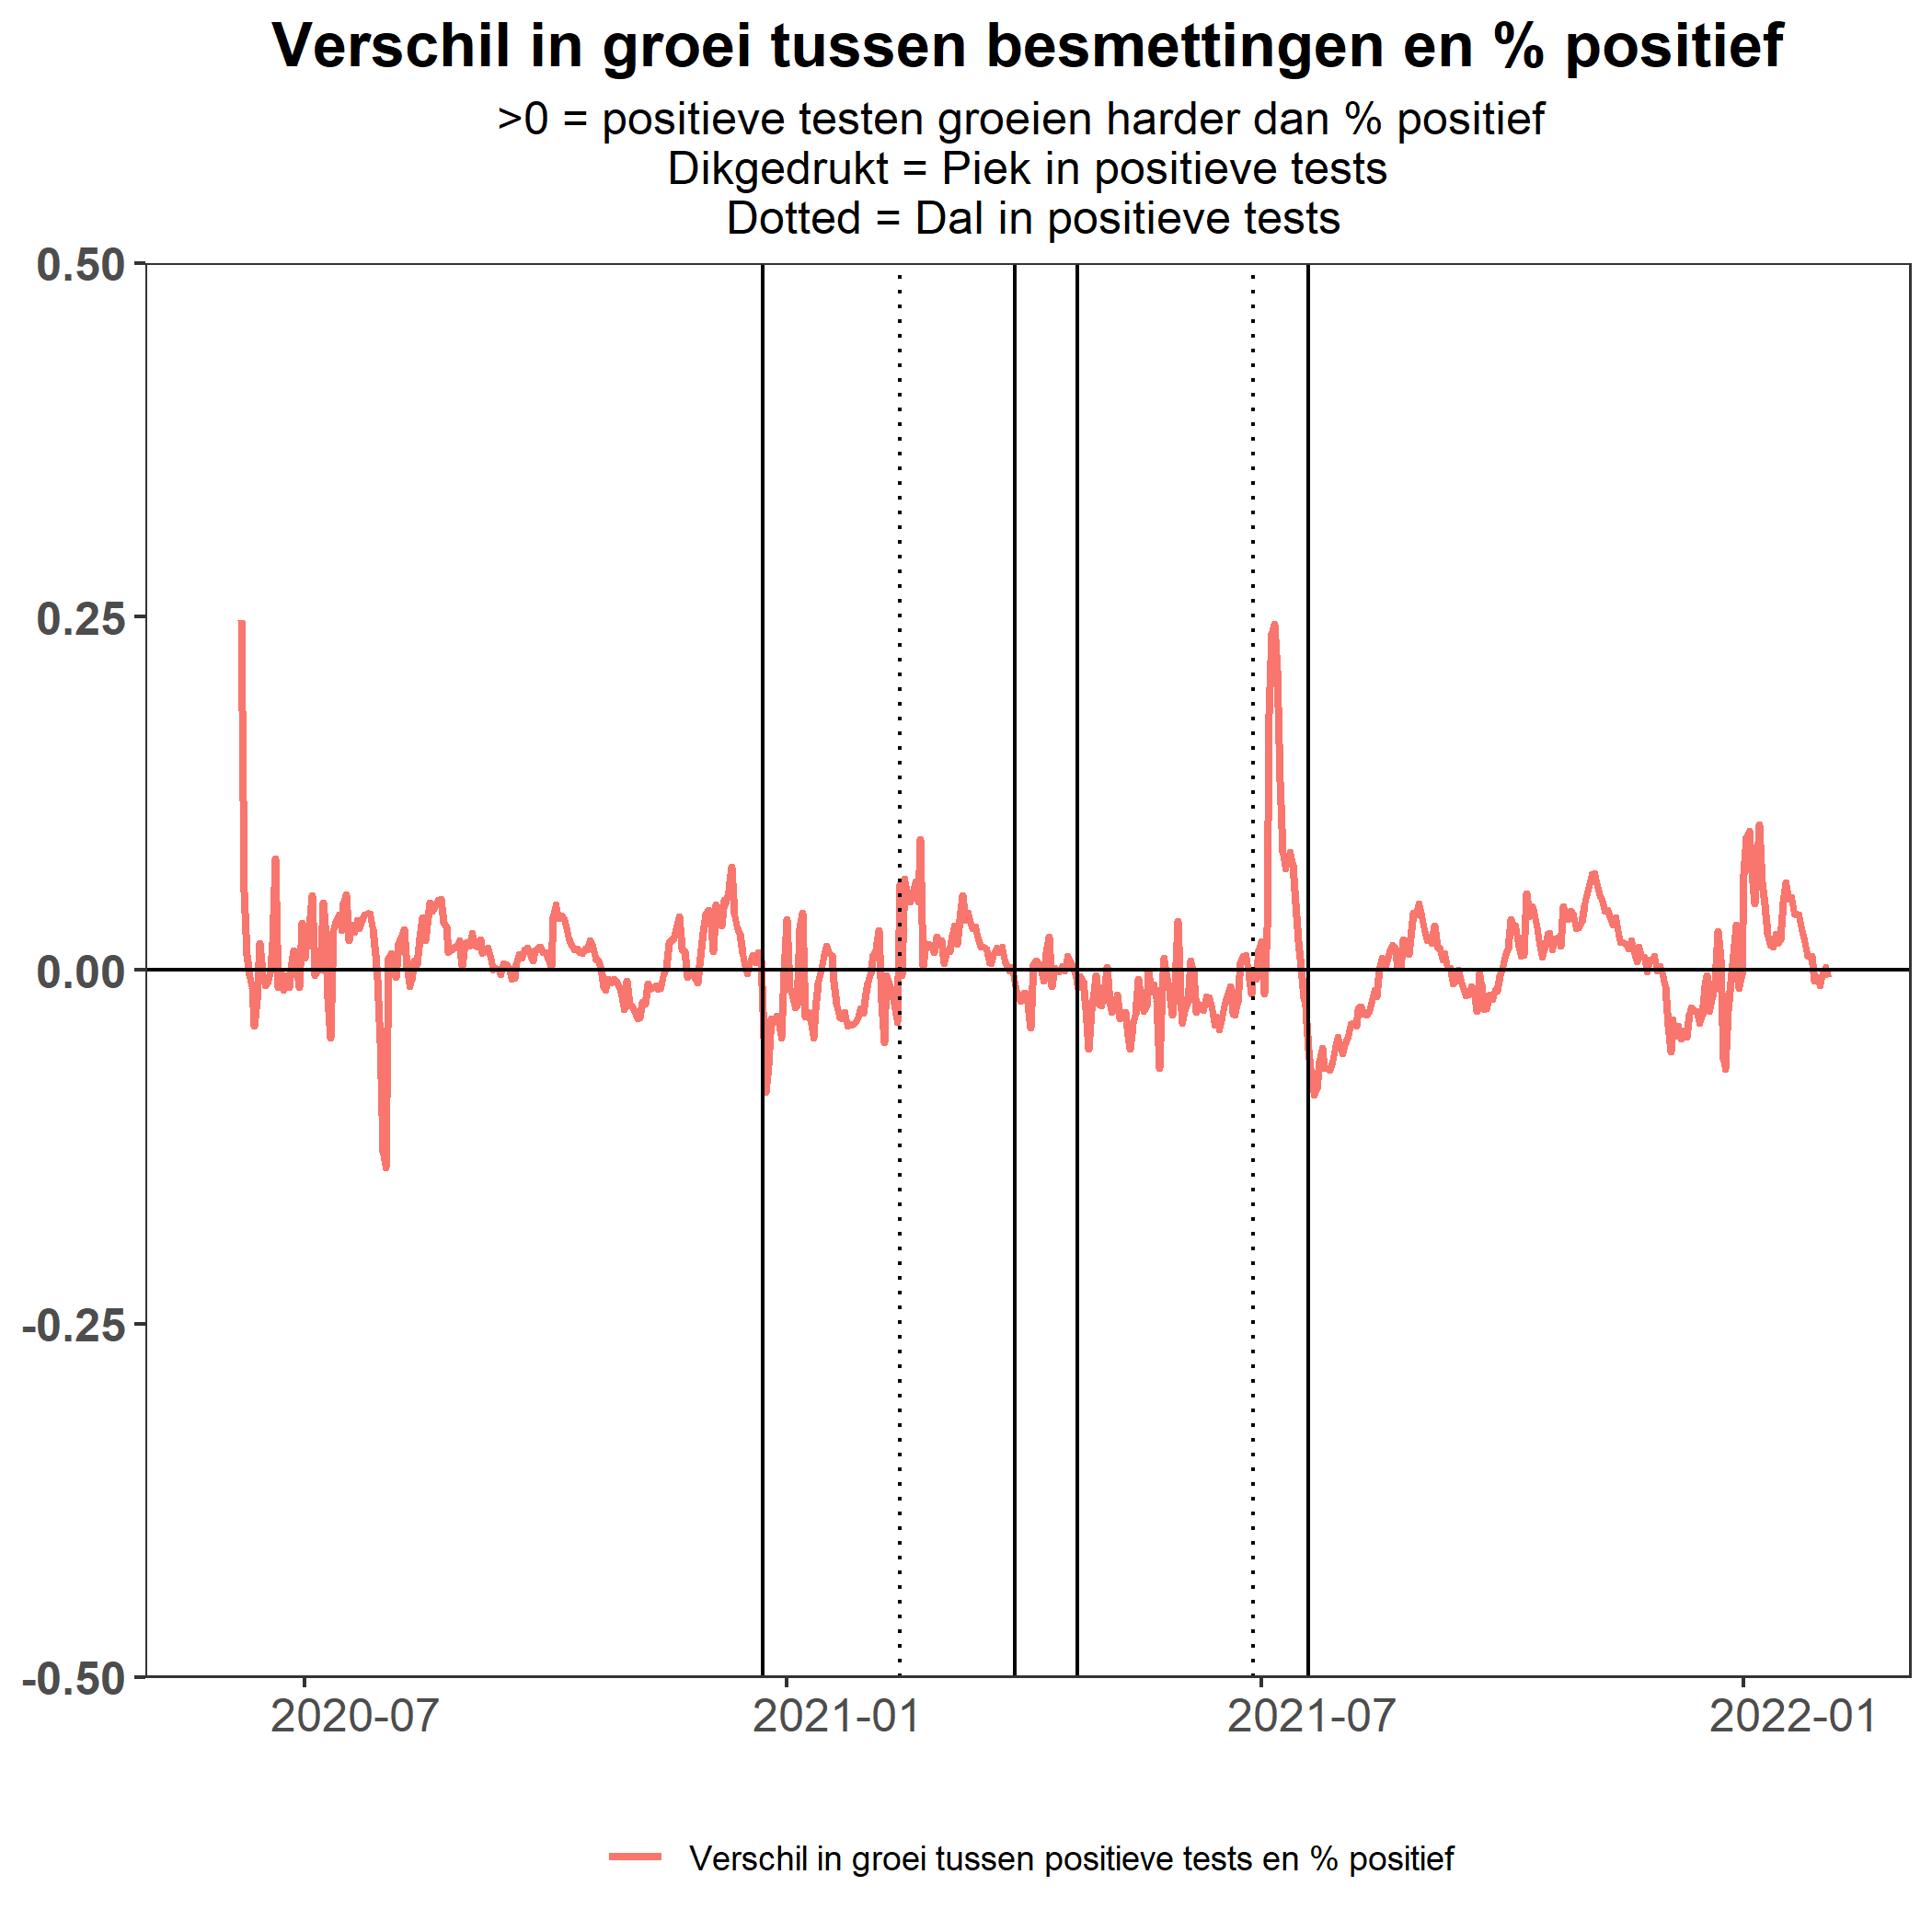 Verschil in groei tussen besmettingen en % positief
>0 = positieve testen groeien harder dan % positief
Dikgedrukt = Piek in positieve tests
Dotted = Dal in positieve tests
0.50
0.25
0.00
-0.25
-0.50
2020-07
2021-01
2021-07
2022-01
Verschil in groei tussen positieve tests en % positief